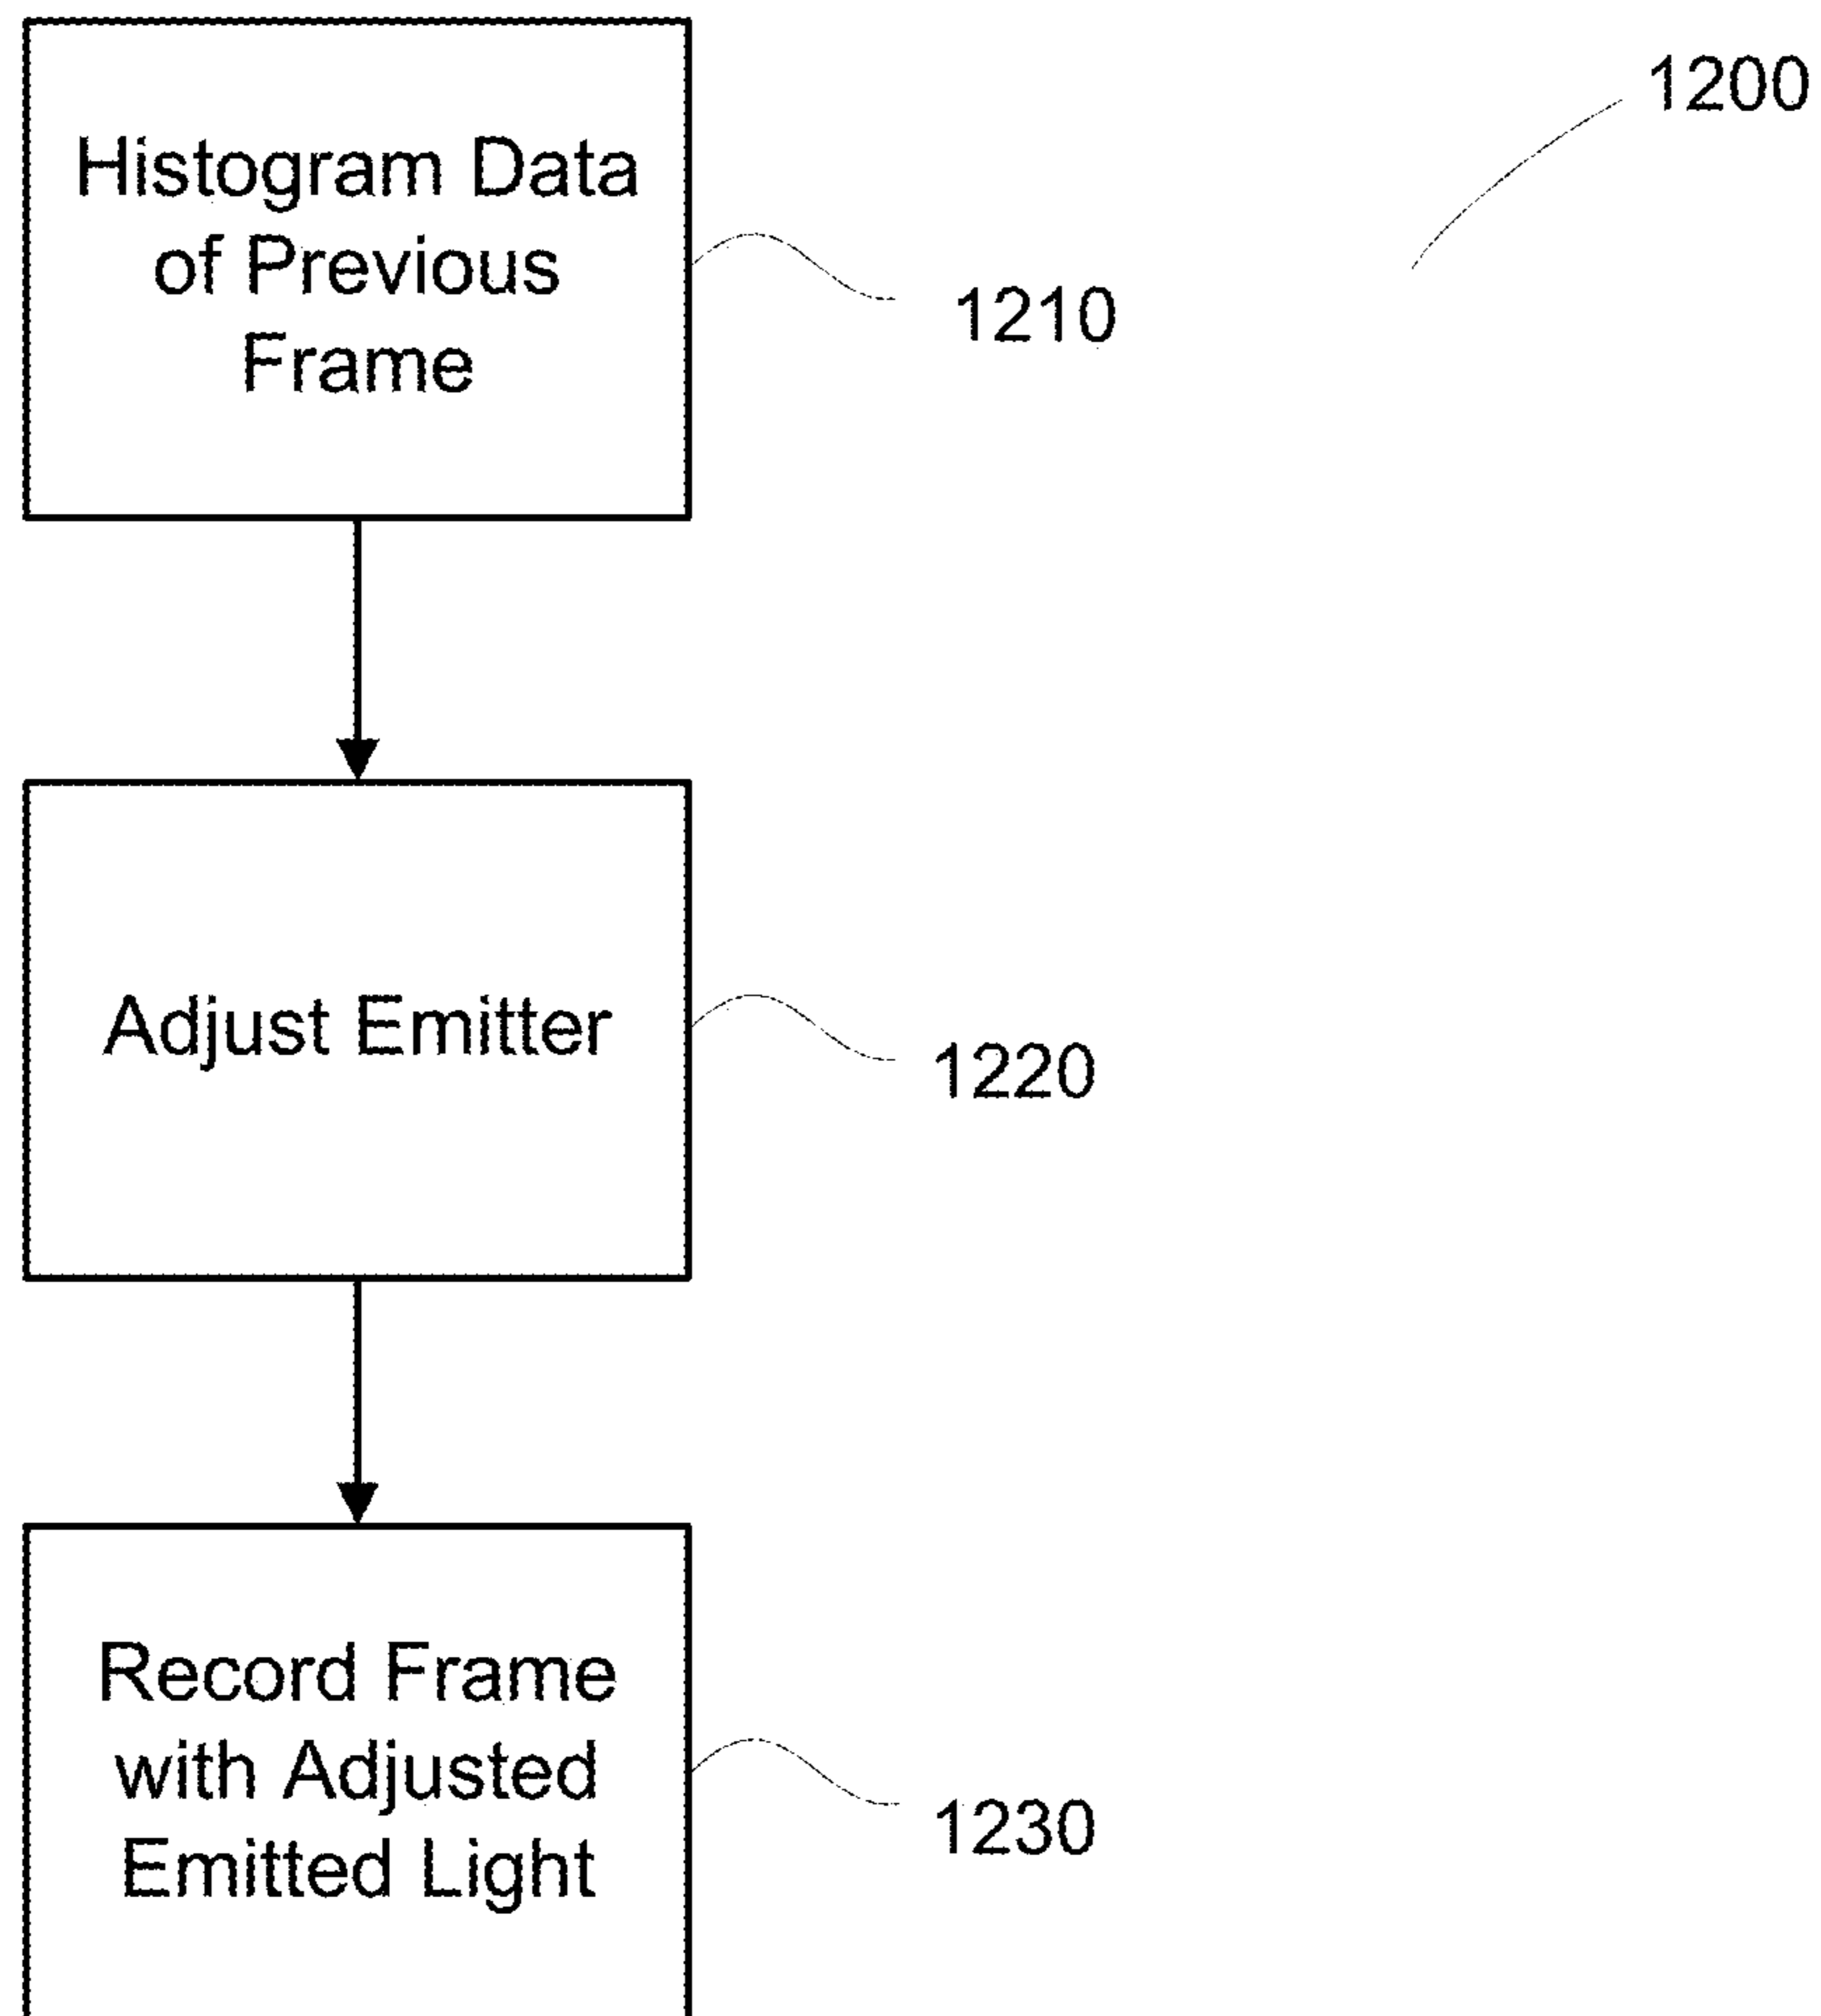 1200
Histogram Data
of Previous
Frame
1210
Adjust Emitter
1220
Record Frame
with Adjusted
Emitted Light
1230